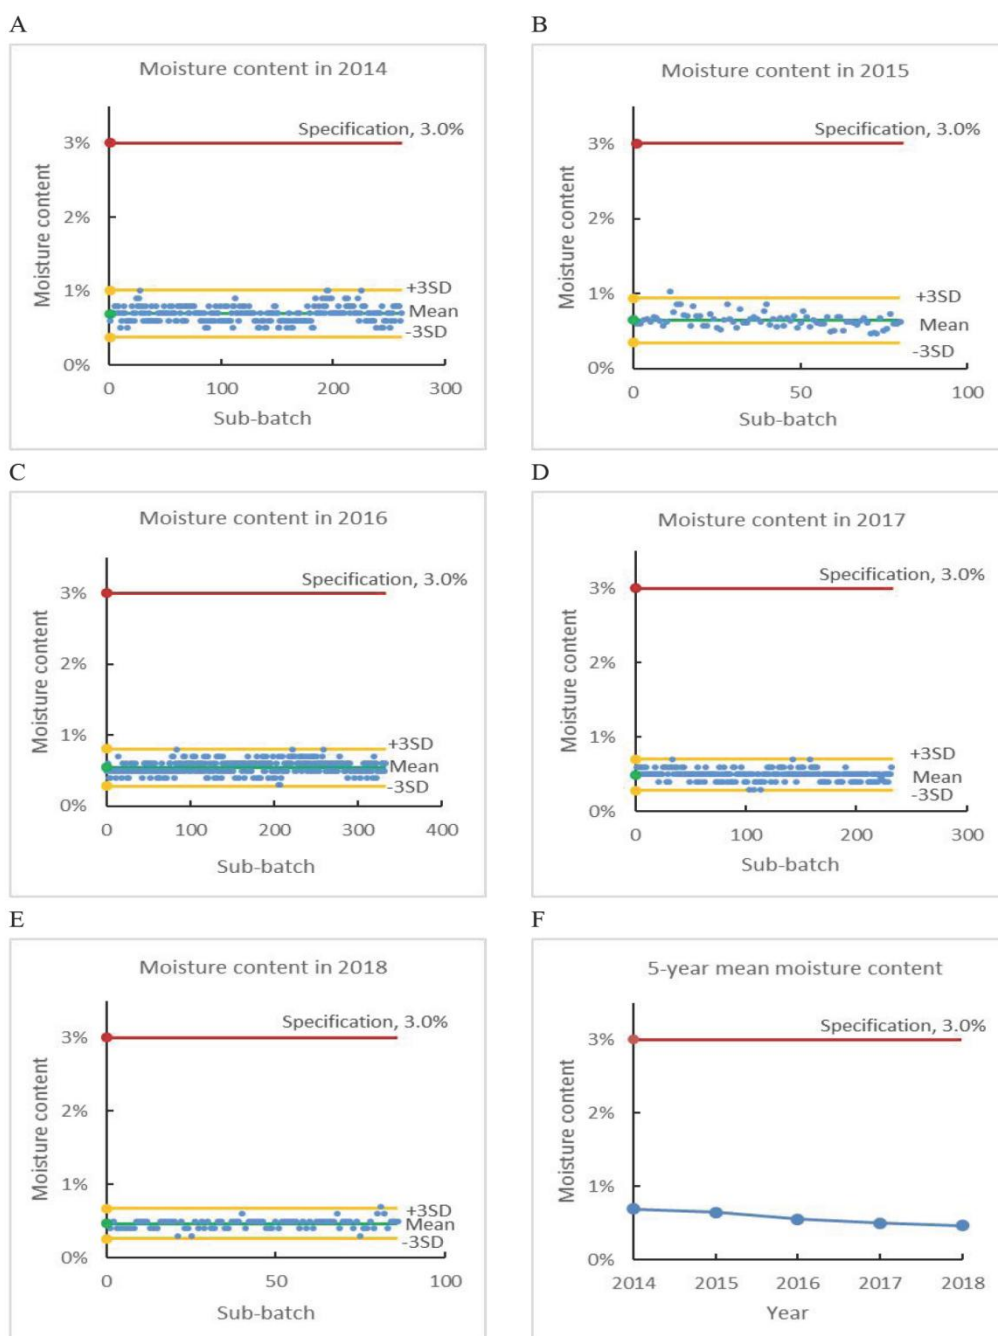 A
Moisture content in 2014
Specification, 3.0%
3%
2%
1%
0%
Moisture content
+3SD
Mean
-3SD
0 100 200 300
Sub-batch
B
Moisture content in 2015
Specification, 3.0%
3%
2%
1%
0%
Moisture content
+3SD
Mean
-3SD
0 50 100
Sub-batch
C
Moisture content in 2016
Specification, 3.0%
3%
2%
1%
0%
Moisture content
+3SD
Mean
-3SD
0 100 200 300 400
Sub-batch
D
Moisture content in 2017
Specification, 3.0%
3%
2%
1%
0%
Moisture content
+3SD
Mean
-3SD
0 100 200 300
Sub-batch
E
Moisture content in 2018
Specification, 3.0%
3%
2%
1%
0%
Moisture content
+3SD
Mean
-3SD
0 50 100
Sub-batch
F
5-year mean moisture content
Specification, 3.0%
3%
2%
1%
0%
Moisture content
2014 2015 2016 2017 2018
Year